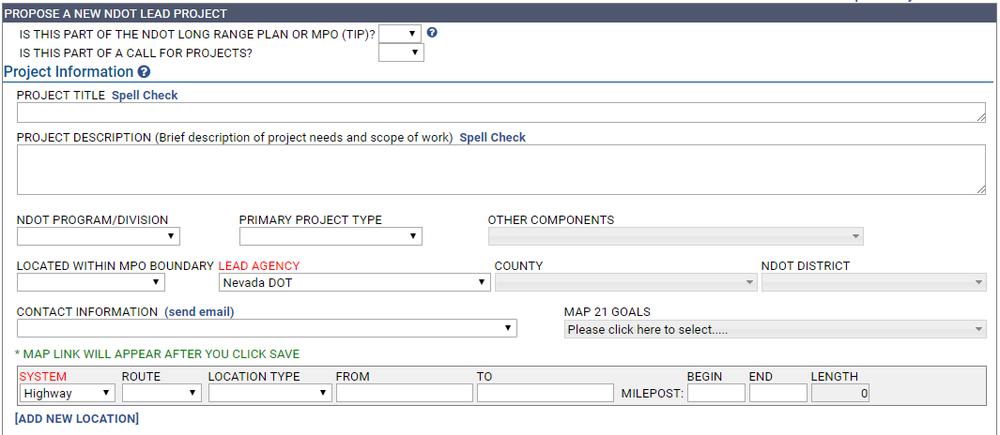 PROPOSE A NEW NDOT LEAD PROJECT
IS THIS PART OF THE NDOT LONG RANGE PLAN OR MPO (TIP)? ?
IS THIS PART OF A CALL FOR PROJECTS?
Project Information ?
PROJECT TITLE Spell Check
PROJECT DESCRIPTION (Brief description of project needs and scope of work) Spell Check
NDOT PROGRAM/DIVISION PRIMARY PROJECT TYPE OTHER COMPONENTS
LOCATED WITHIN MPO BOUNDARY LEAD AGENCY COUNTY NDOT DISTRICT
Nevada DOT
CONTACT INFORMATION (send email) MAP 21 GOALS
Please click here to select.....
* MAP LINK WILL APPEAR AFTER YOU CLICK SAVE
SYSTEM ROUTE LOCATION TYPE FROM TO BEGIN END LENGTH
Highway MILEPOST: 0
[ADD NEW LOCATION]